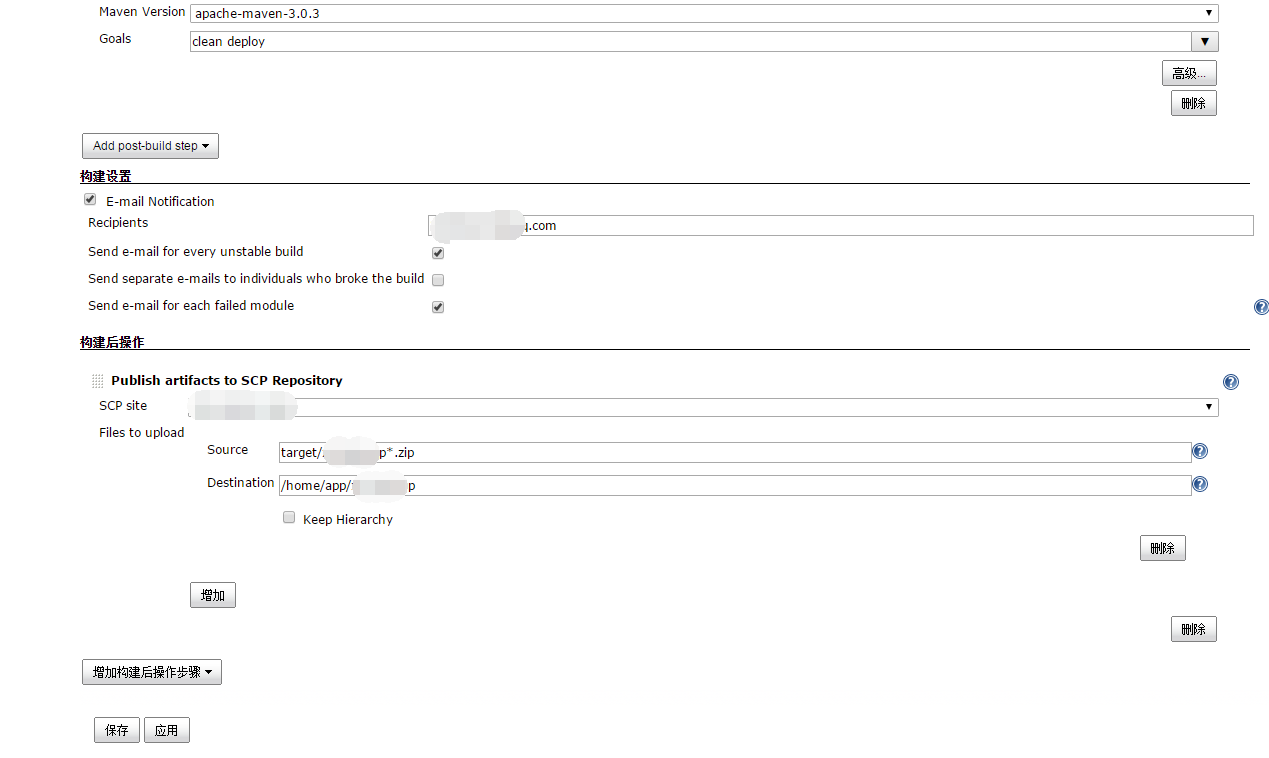 Maven Version apache-maven-3.0.3
Goals clean deploy
高级...
删除
Add post-build step
构建设置
E-mail Notification
Recipients .com
Send e-mail for every unstable build
Send separate e-mails to individuals who broke the build
Send e-mail for each failed module
构建后操作
Publish artifacts to SCP Repository
SCP site
Files to upload
Source target/ p*.zip
Destination /home/app/ p
Keep Hierarchy
删除
增加
删除
增加构建后操作步骤
保存 应用